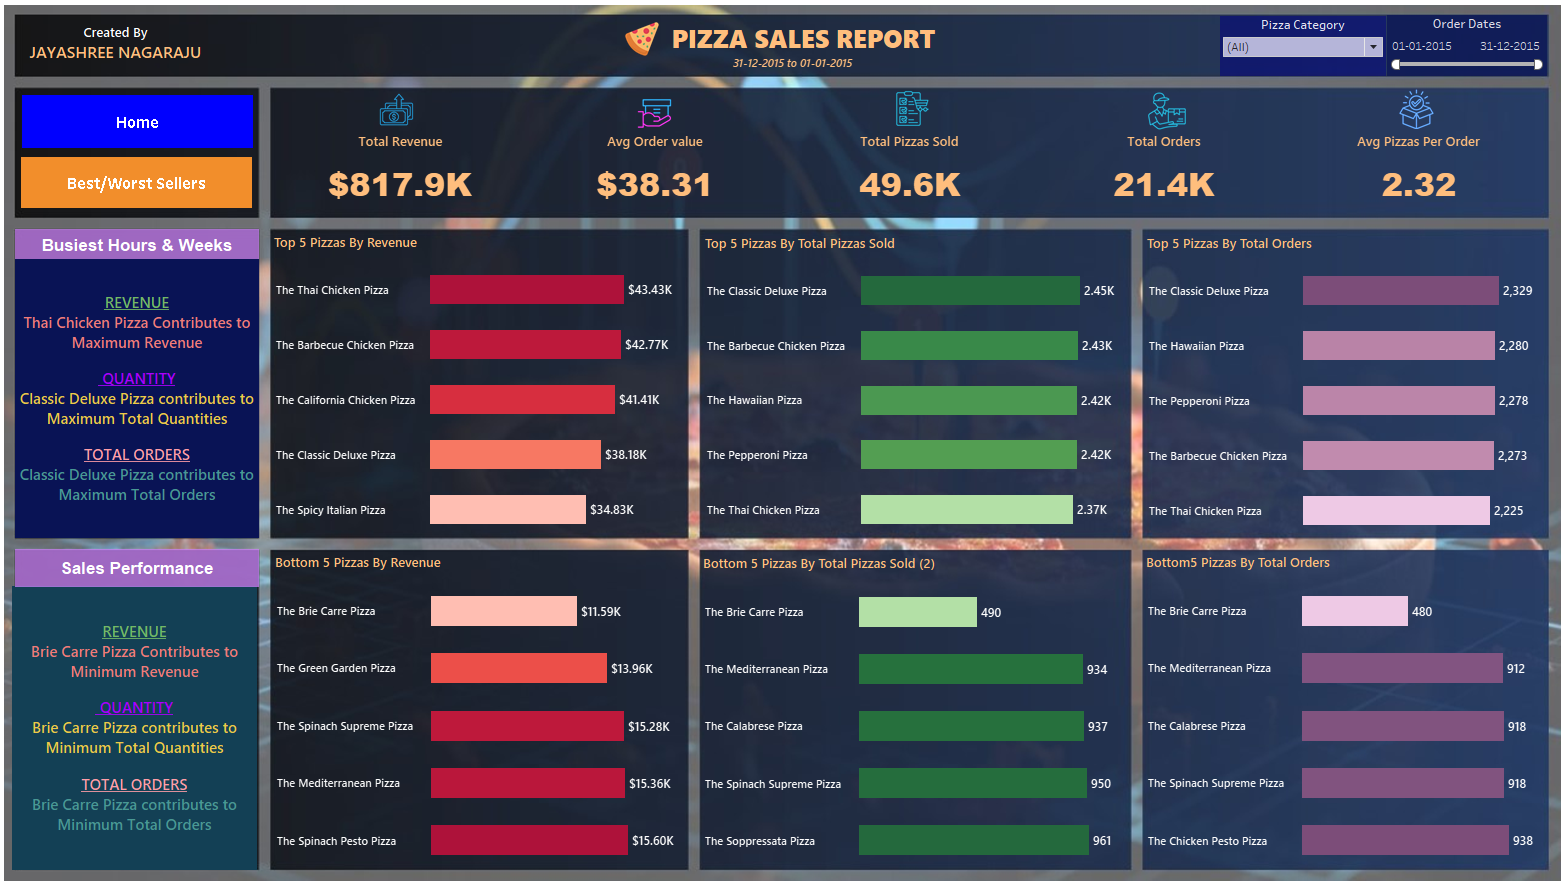 Created By
JAYASHREE NAGARAJU
PIZZA SALES REPORT
31-12-2015 to 01-01-2015
Pizza Category
(All)
Order Dates
01-01-2015 31-12-2015
Home
Best/Worst Sellers
Total Revenue
$817.9K
Avg Order value
$38.31
Total Pizzas Sold
49.6K
Total Orders
21.4K
Avg Pizzas Per Order
2.32
Busiest Hours & Weeks
REVENUE
Thai Chicken Pizza Contributes to
Maximum Revenue
QUANTITY
Classic Deluxe Pizza contributes to
Maximum Total Quantities
TOTAL ORDERS
Classic Deluxe Pizza contributes to
Maximum Total Orders
Top 5 Pizzas By Revenue
The Thai Chicken Pizza $43.43K
The Barbecue Chicken Pizza $42.77K
The California Chicken Pizza $41.41K
The Classic Deluxe Pizza $38.18K
The Spicy Italian Pizza $34.83K
Top 5 Pizzas By Total Pizzas Sold
The Classic Deluxe Pizza 2.45K
The Barbecue Chicken Pizza 2.43K
The Hawaiian Pizza 2.42K
The Pepperoni Pizza 2.42K
The Thai Chicken Pizza 2.37K
Top 5 Pizzas By Total Orders
The Classic Deluxe Pizza 2,329
The Hawaiian Pizza 2,280
The Pepperoni Pizza 2,278
The Barbecue Chicken Pizza 2,273
The Thai Chicken Pizza 2,225
Sales Performance
REVENUE
Brie Carre Pizza Contributes to
Minimum Revenue
QUANTITY
Brie Carre Pizza contributes to
Minimum Total Quantities
TOTAL ORDERS
Brie Carre Pizza contributes to
Minimum Total Orders
Bottom 5 Pizzas By Revenue
The Brie Carre Pizza $11.59K
The Green Garden Pizza $13.96K
The Spinach Supreme Pizza $15.28K
The Mediterranean Pizza $15.36K
The Spinach Pesto Pizza $15.60K
Bottom 5 Pizzas By Total Pizzas Sold (2)
The Brie Carre Pizza 490
The Mediterranean Pizza 934
The Calabrese Pizza 937
The Spinach Supreme Pizza 950
The Soppressata Pizza 961
Bottom5 Pizzas By Total Orders
The Brie Carre Pizza 480
The Mediterranean Pizza 912
The Calabrese Pizza 918
The Spinach Supreme Pizza 918
The Chicken Pesto Pizza 938